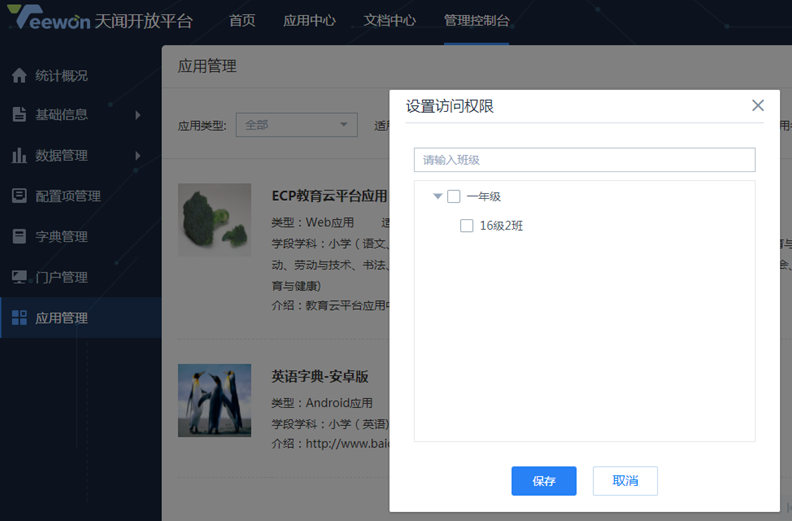 Teewon 天闻开放平台
首页 应用中心 文档中心 管理控制台
统计概况
基础信息
数据管理
配置项管理
字典管理
门户管理
应用管理
应用管理
应用类型: 全部
ECP教育云平台应用
类型：Web应用
学段学科：小学（语文、
动、劳动与技术、书法、
育与健康）
介绍：教育云平台应用
英语字典-安卓版
类型：Android应用
学段学科：小学（英语）
介绍：http://www.baid
设置访问权限
请输入班级
一年级
16级2班
保存 取消